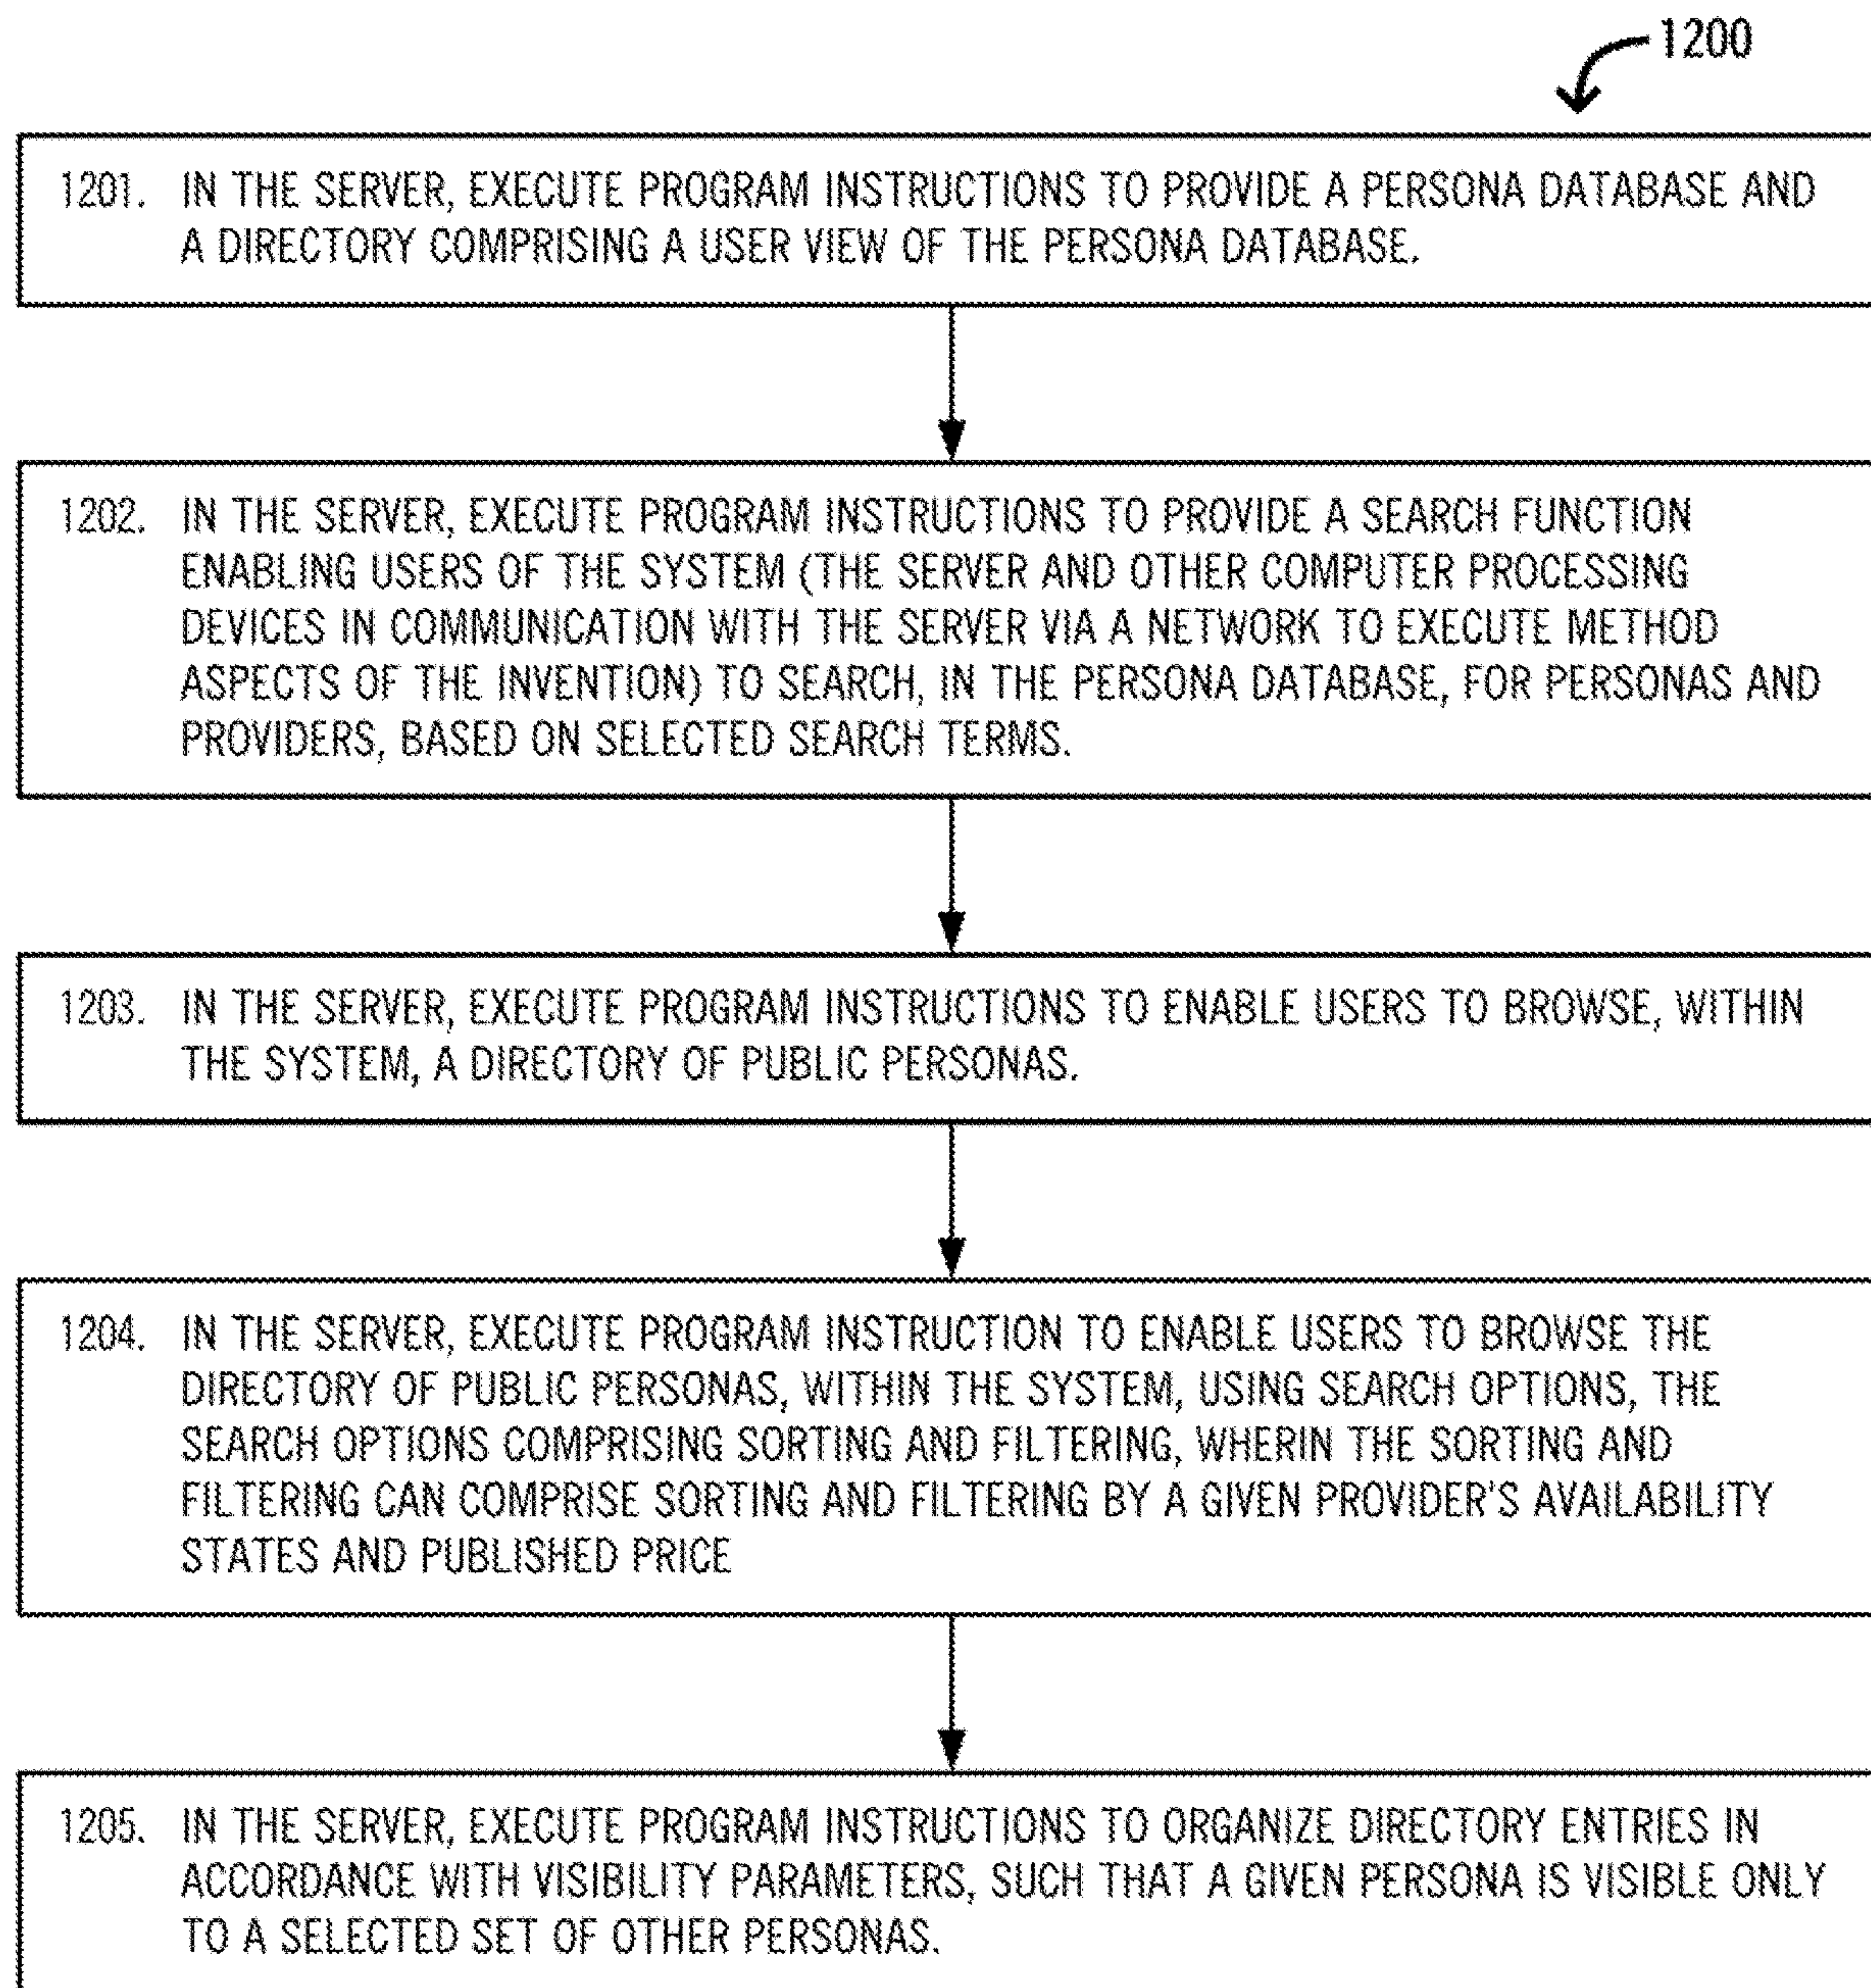 1200
1201. IN THE SERVER, EXECUTE PROGRAM INSTRUCTIONS TO PROVIDE A PERSONA DATABASE AND
A DIRECTORY COMPRISING A USER VIEW OF THE PERSONA DATABASE.
1202. IN THE SERVER, EXECUTE PROGRAM INSTRUCTIONS TO PROVIDE A SEARCH FUNCTION
ENABLING USERS OF THE SYSTEM (THE SERVER AND OTHER COMPUTER PROCESSING
DEVICES IN COMMUNICATION WITH THE SERVER VIA A NETWORK TO EXECUTE METHOD
ASPECTS OF THE INVENTION) TO SEARCH, IN THE PERSONA DATABASE, FOR PERSONAS AND
PROVIDERS, BASED ON SELECTED SEARCH TERMS.
1203. IN THE SERVER, EXECUTE PROGRAM INSTRUCTIONS TO ENABLE USERS TO BROWSE, WITHIN
THE SYSTEM, A DIRECTORY OF PUBLIC PERSONAS.
1204. IN THE SERVER, EXECUTE PROGRAM INSTRUCTION TO ENABLE USERS TO BROWSE THE
DIRECTORY OF PUBLIC PERSONAS, WITHIN THE SYSTEM, USING SEARCH OPTIONS, THE
SEARCH OPTIONS COMPRISING SORTING AND FILTERING, WHERIN THE SORTING AND
FILTERING CAN COMPRISE SORTING AND FILTERING BY A GIVEN PROVIDER'S AVAILABILITY
STATES AND PUBLISHED PRICE
1205. IN THE SERVER, EXECUTE PROGRAM INSTRUCTIONS TO ORGANIZE DIRECTORY ENTRIES IN
ACCORDANCE WITH VISIBILITY PARAMETERS, SUCH THAT A GIVEN PERSONA IS VISIBLE ONLY
TO A SELECTED SET OF OTHER PERSONAS.